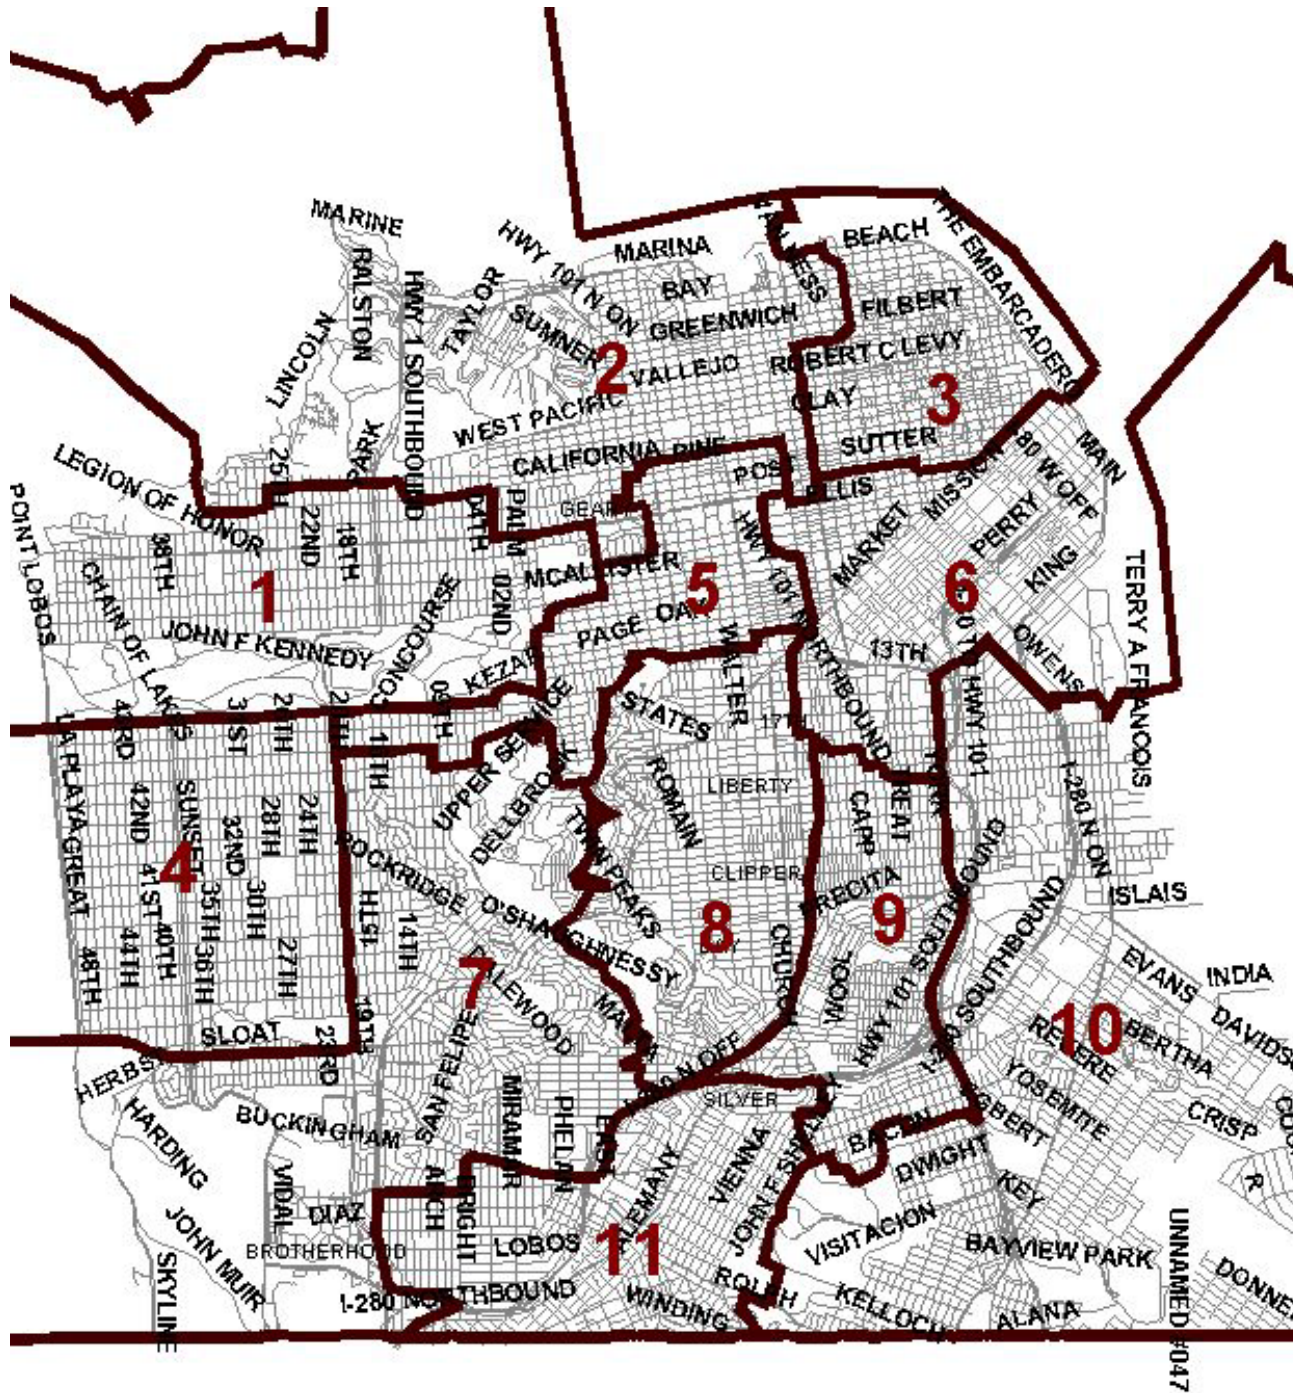 MARINE
RALSTON
HWY 1 SOUTHBOUND
TAYLOR
HWY 101 N ON
SUMNER
LINCOLN
MARINA
BAY
GREENWICH
VALLEJO
2
WEST PACIFIC
CALIFORNIA
PINE
VAN NESS
BEACH
THE EMBARCADERO
FILBERT
ROBERT C LEVY
CLAY
3
SUTTER
POST
ELLIS
PARK
25TH
LEGION OF HONOR
POINT LOBOS
38TH
22ND
18TH
1
CHAIN OF LAKES
JOHN F KENNEDY
CONCOURSE
14TH
PALM
02ND
GEARY
MCALLISTER
5
PAGE
OAK
KEZAR
HWY 101 NORTHBOUND
WALTER
MARKET
MISSION
I-80 W OFF
MAIN
PERRY
KING
6
13TH
OWENS
TERRY A FRANCOIS
HWY 101
LA PLAYA
GREAT
43RD
42ND
41ST
40TH
44TH
48TH
4
SUNSET
31ST
32ND
35TH
36TH
30TH
28TH
24TH
27TH
SLOAT
23RD
19TH
UPPER SERVICE
DELLBROOK
ROCKRIDGE
O'SHAUGHNESSY
15TH
14TH
7
SAN FELIPE
MIRAMAR
PHELAN
STATES
17TH
ROMAIN
LIBERTY
TWIN PEAKS
CLIPPER
8
DAY
CHURCH
CAPP
YORK
PRECITA
9
WOOL
HWY 101 SOUTHBOUND
I-280 SOUTHBOUND
I-280 N ON
ISLAIS
EVANS
INDIA
10
REVERE
BERTHA
YOSEMITE
CRISP
EGBERT
KEY
SILVER
BACON
DWIGHT
HERBST
HARDING
BUCKINGHAM
VIDAL
DIAZ
BROTHERHOOD
JOHN MUIR
SKYLINE
ARCH
BRIGHT
LOBOS
I-280 NORTHBOUND
ALEMANY
VIENNA
11
JOHN F SHELLEY
ROLPH
WINDING
VISITACION
KELLOCH
BAYVIEW PARK
ALANA
UNNAMED #047